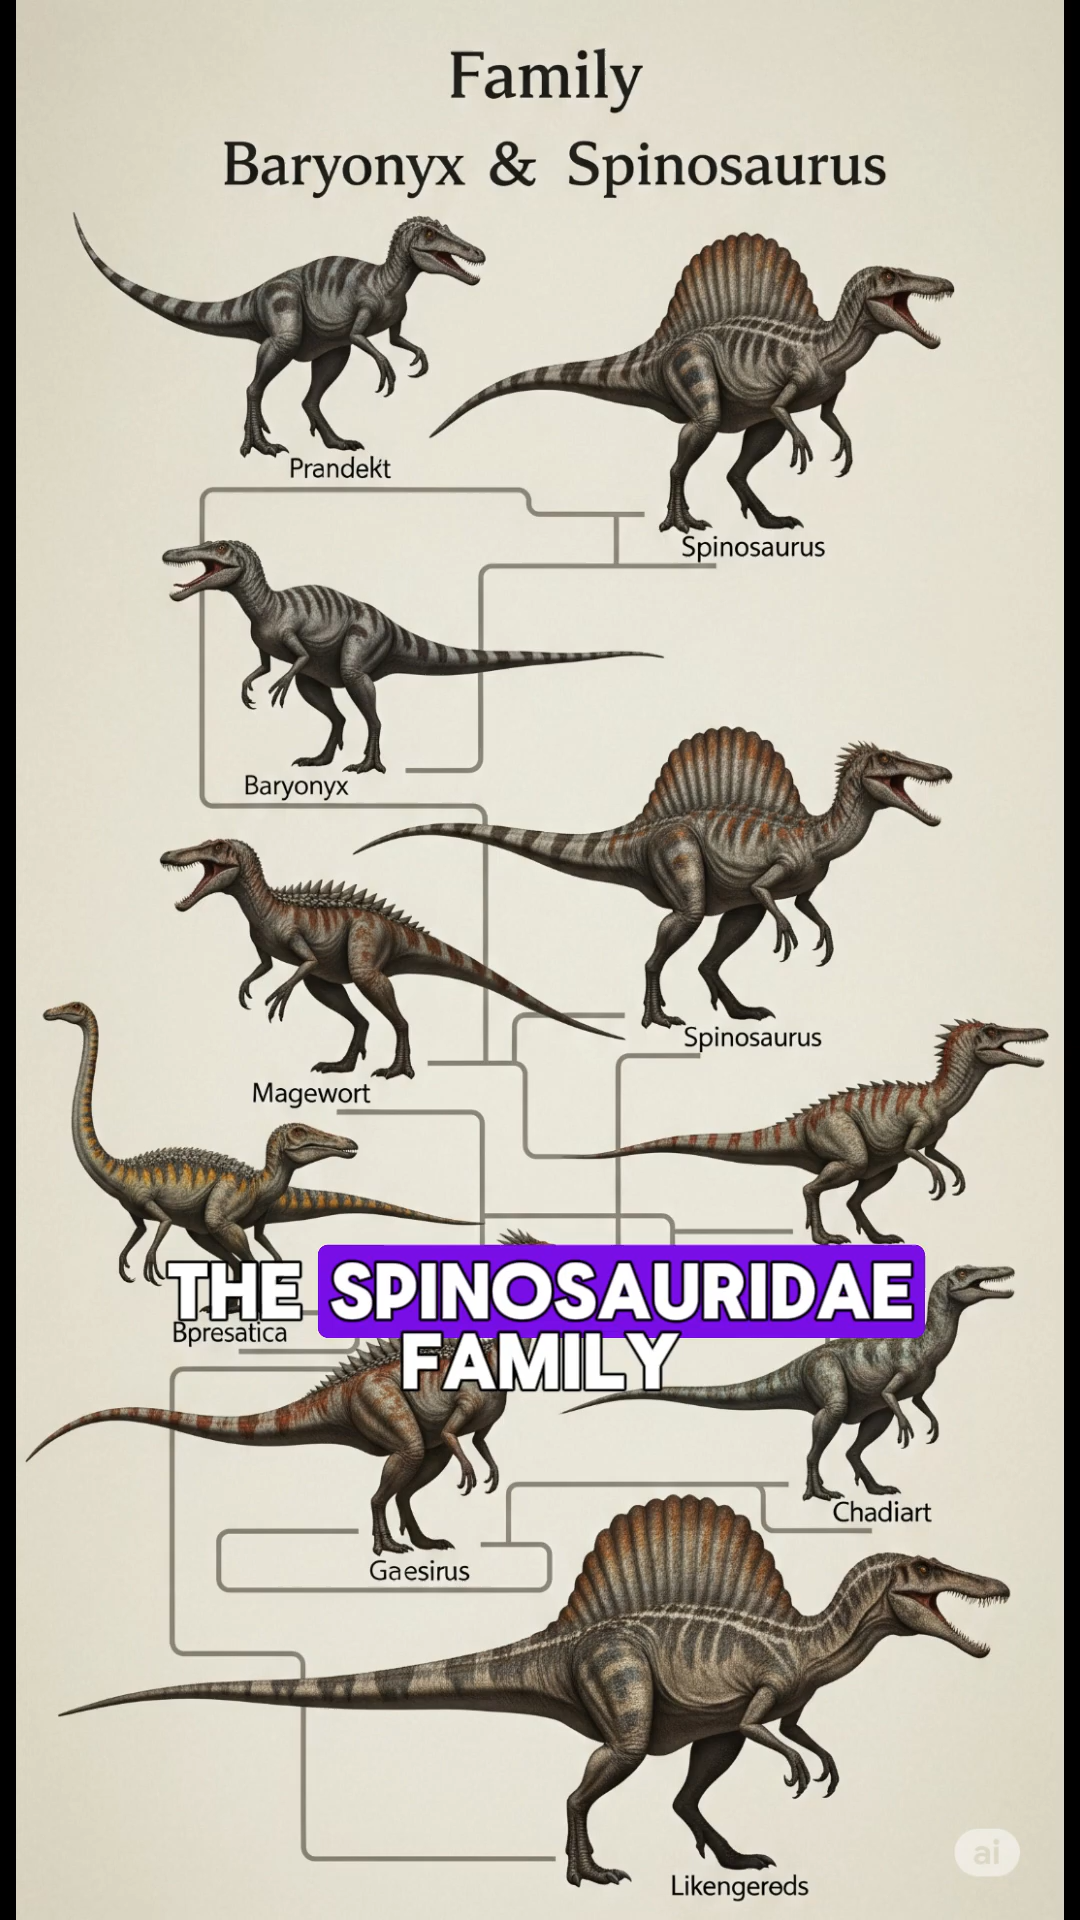 Family
Baryonyx & Spinosaurus
Prandekt
Spinosaurus
Baryonyx
Spinosaurus
Magewort
THE SPINOSAURIDAE
FAMILY
Bpresatica
Chadiart
Gaesirus
Likengereds
ai